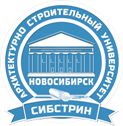 АРХИТЕКТУРНО СТРОИТЕЛЬНЫЙ УНИВЕРСИТЕТ
НОВОСИБИРСК
СИБСТРИН